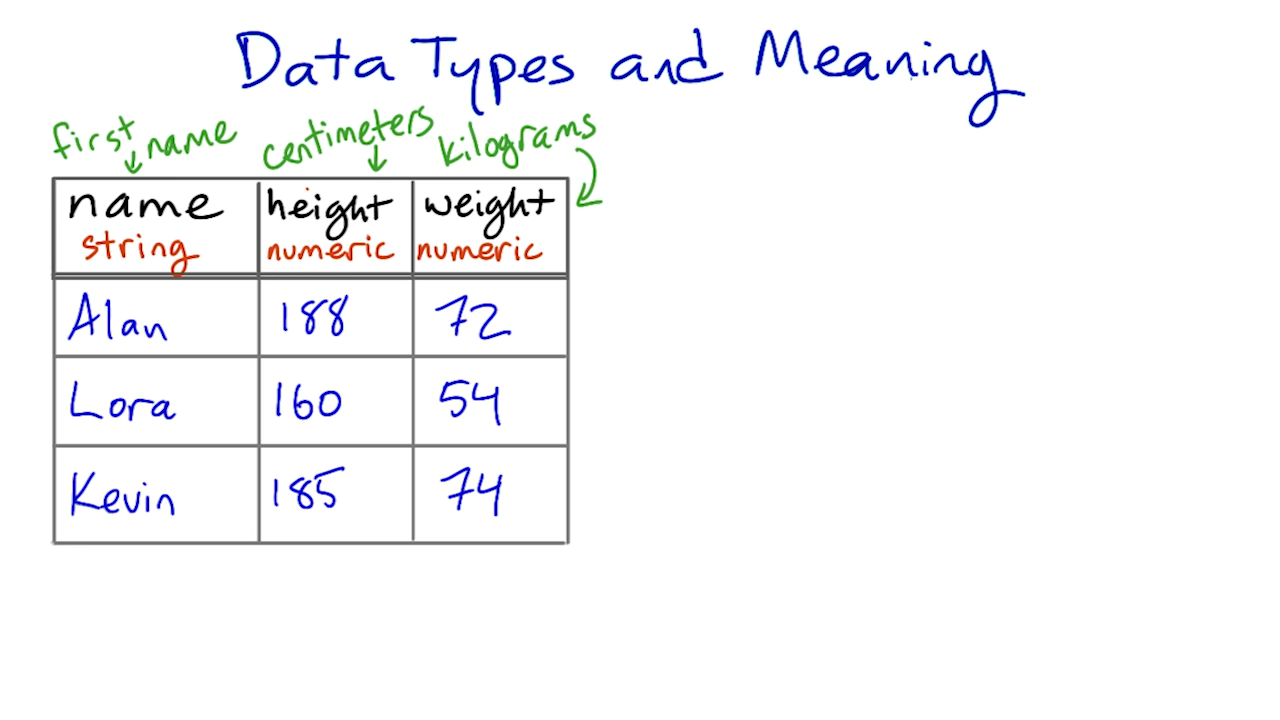 Data Types and Meaning
first name centimeters kilograms
name height weight
string numeric numeric
Alan 188 72
Lora 160 54
Kevin 185 74